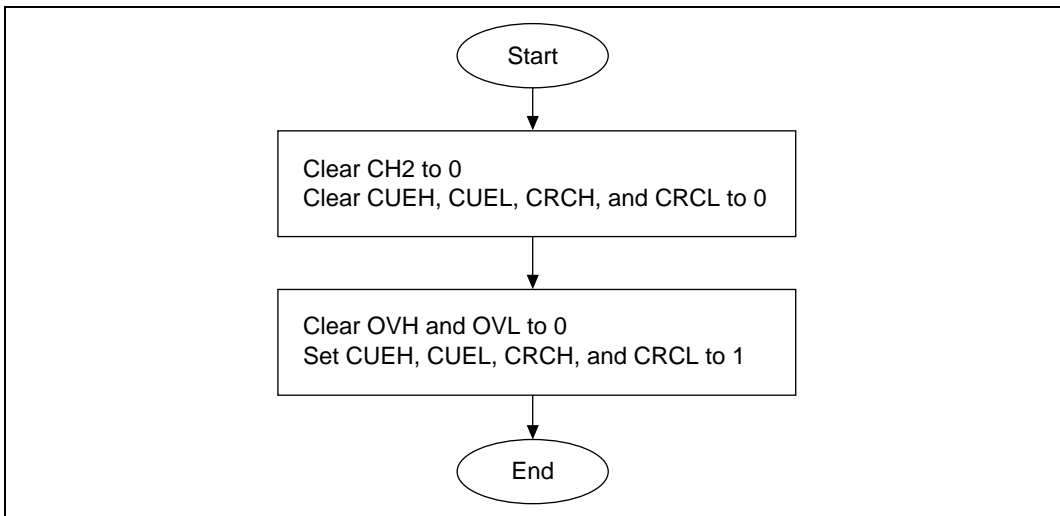 Start
Clear CH2 to 0
Clear CUEH, CUEL, CRCH, and CRCL to 0
Clear OVH and OVL to 0
Set CUEH, CUEL, CRCH, and CRCL to 1
End